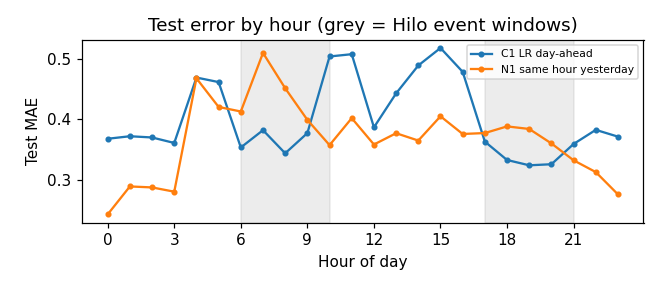 Test error by hour (grey = Hilo event windows)
C1 LR day-ahead
N1 same hour yesterday
Test MAE
0.5
0.4
0.3
0 3 6 9 12 15 18 21
Hour of day